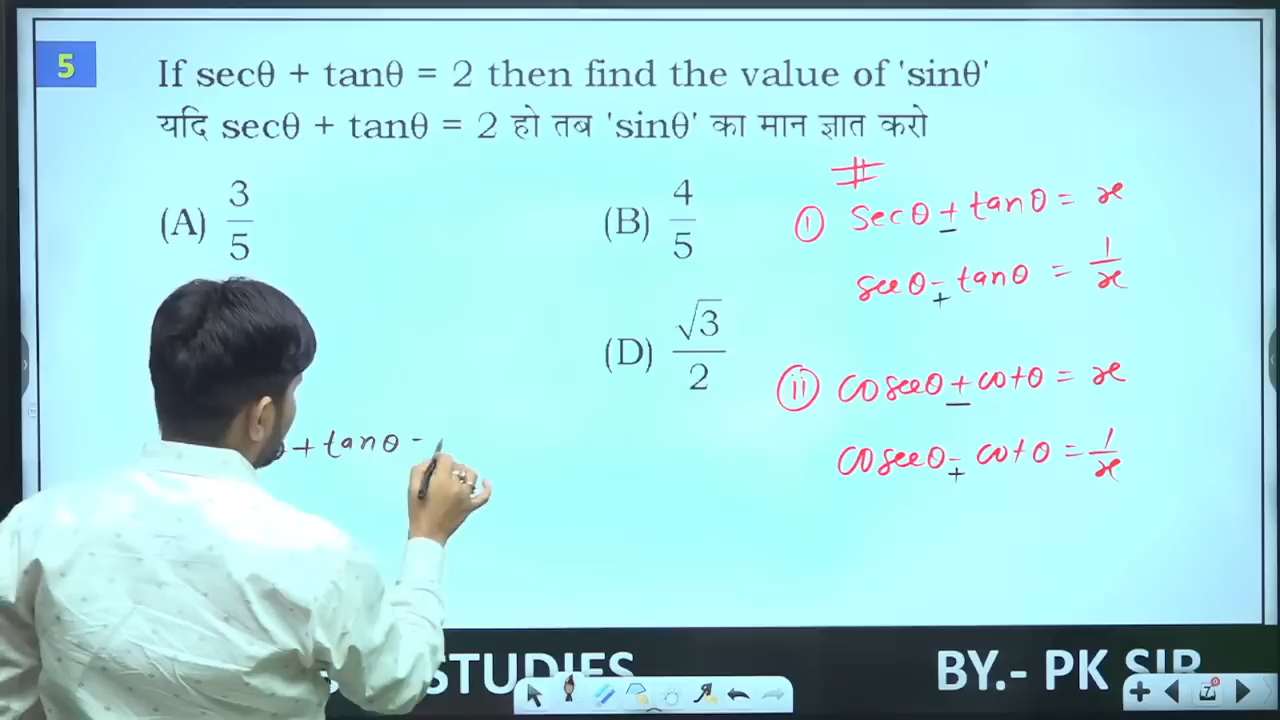 5
If secθ + tanθ = 2 then find the value of 'sinθ'
यदि secθ + tanθ = 2 हो तब 'sinθ' का मान ज्ञात करो
(A) 3/5
(B) 4/5
(D) √3/2
#
(i) secθ + tanθ = x
secθ - tanθ = 1/x
(ii) cosecθ + cotθ = x
cosecθ - cotθ = 1/x
+ tanθ =
STUDIES
BY.- PK SIR